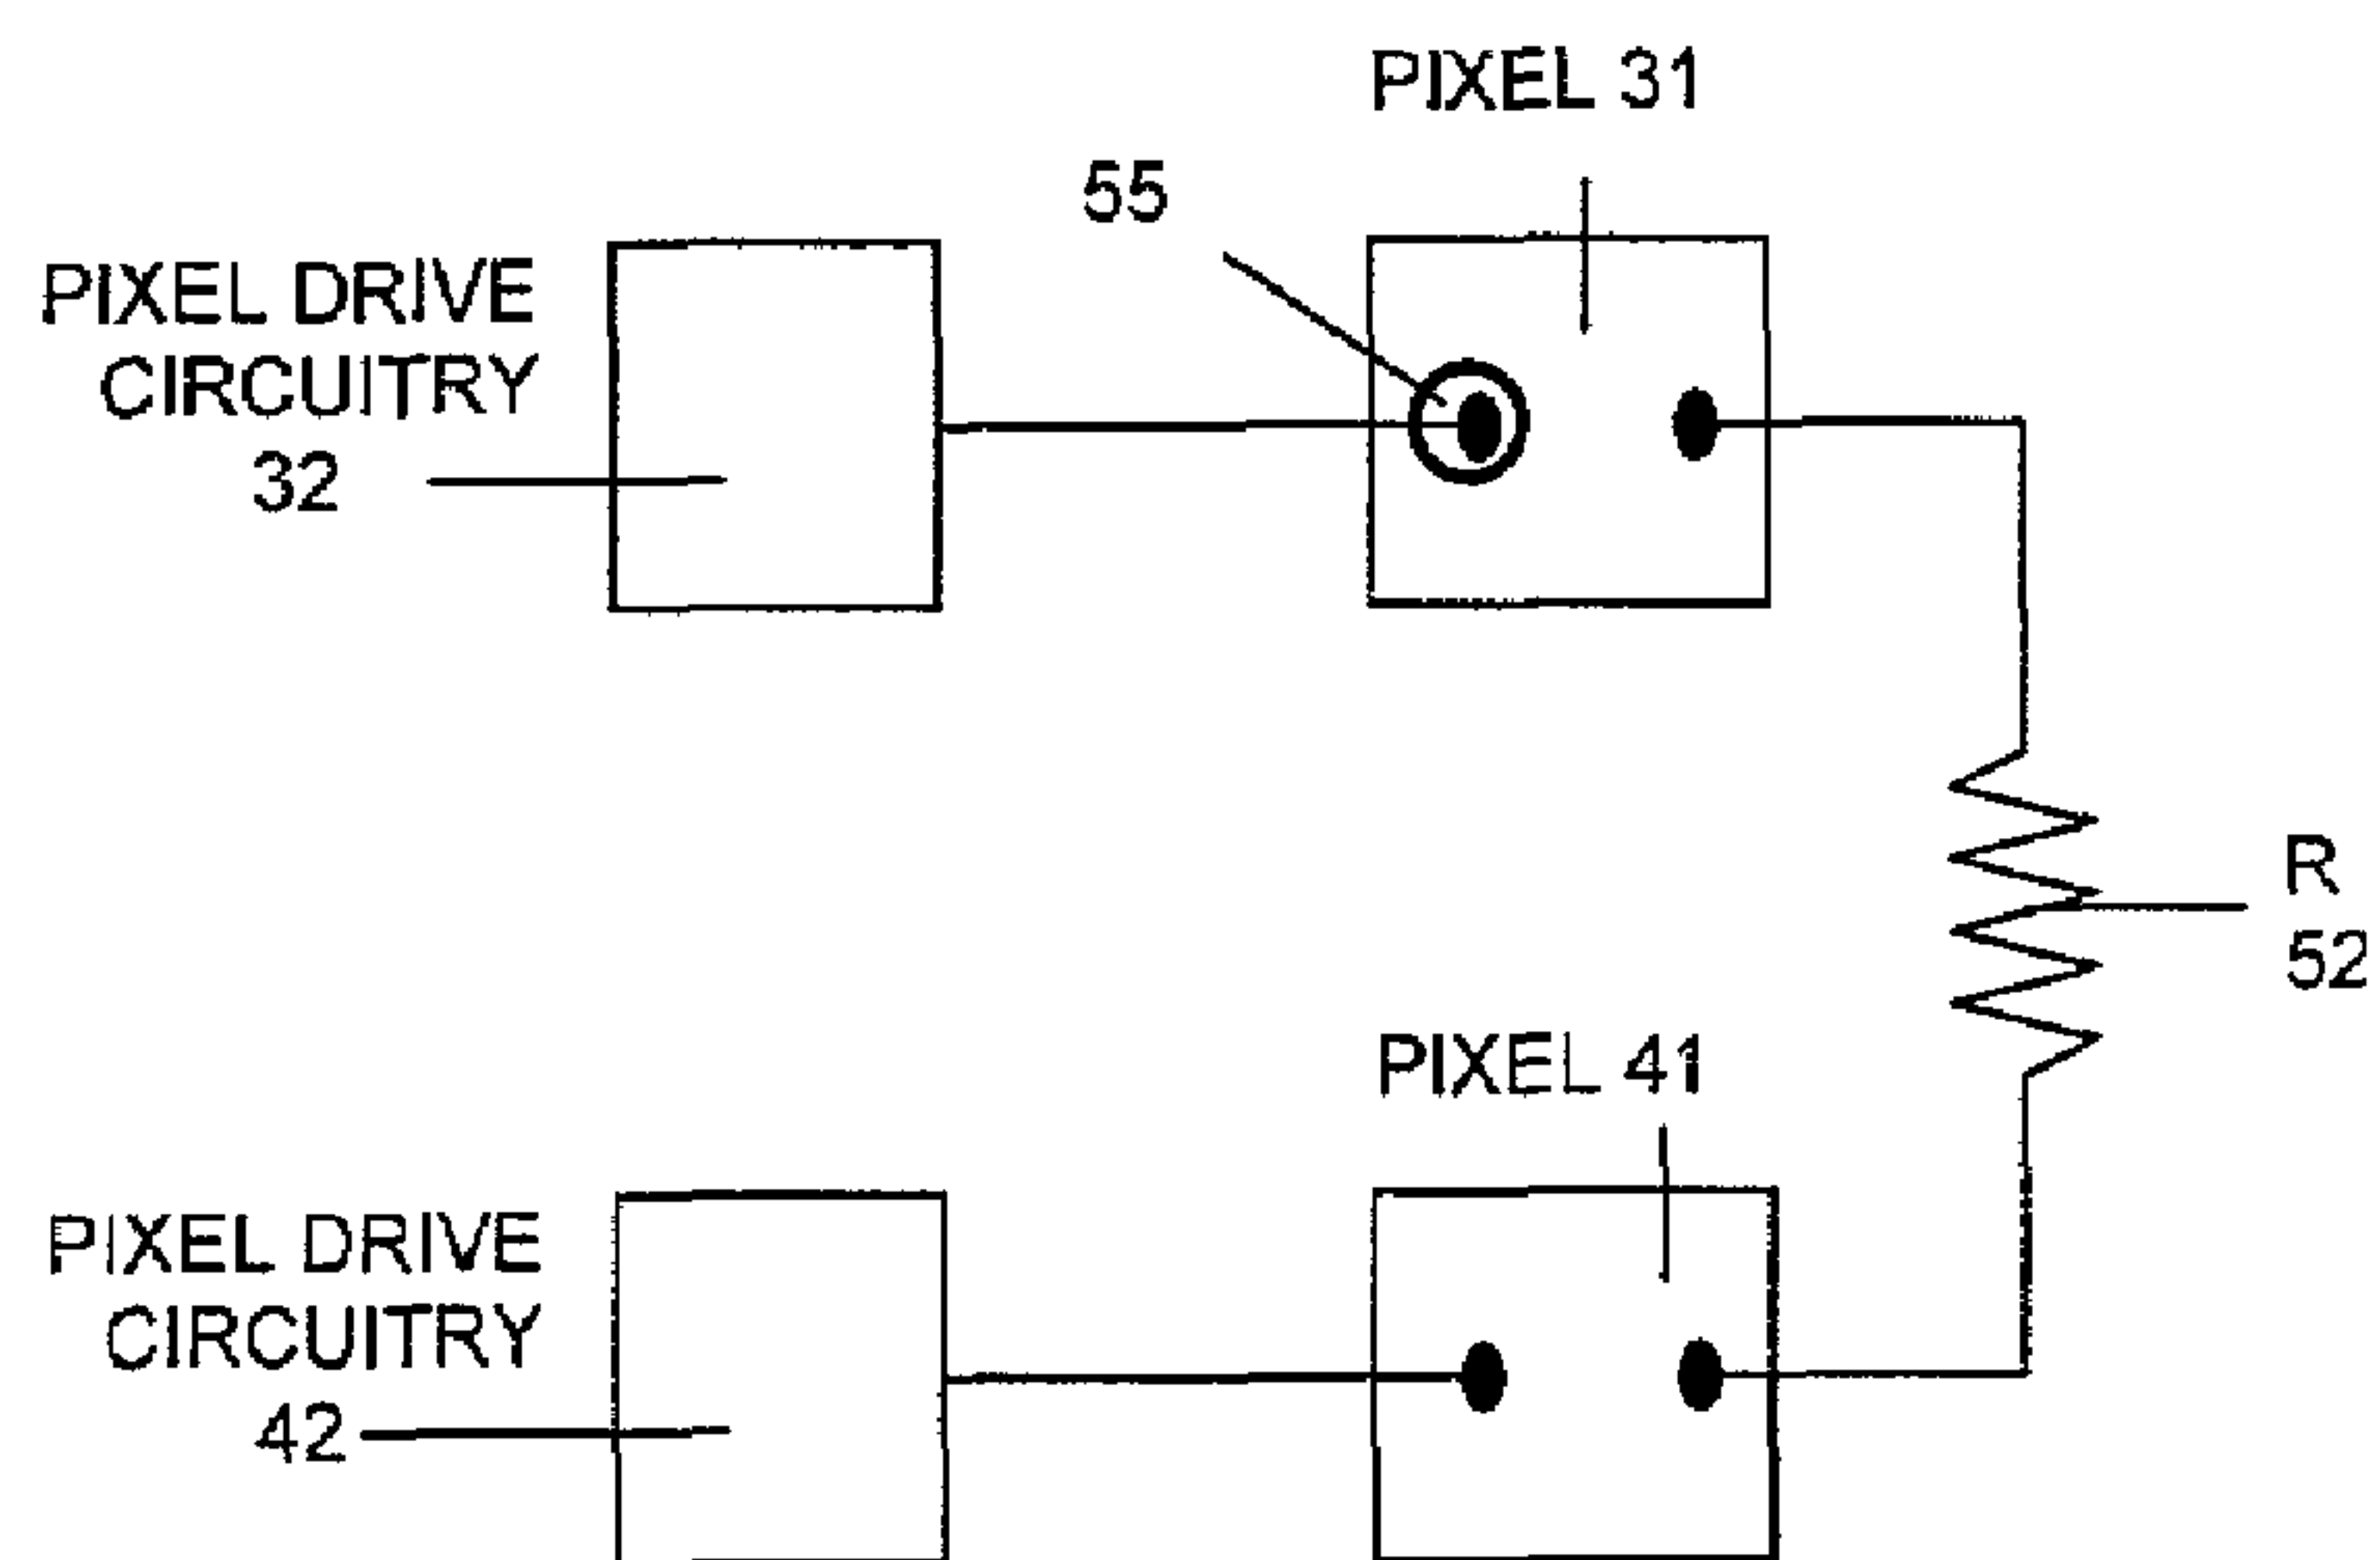 PIXEL 31
55
PIXEL DRIVE
CIRCUITRY
32
R
52
PIXEL 41
PIXEL DRIVE
CIRCUITRY
42